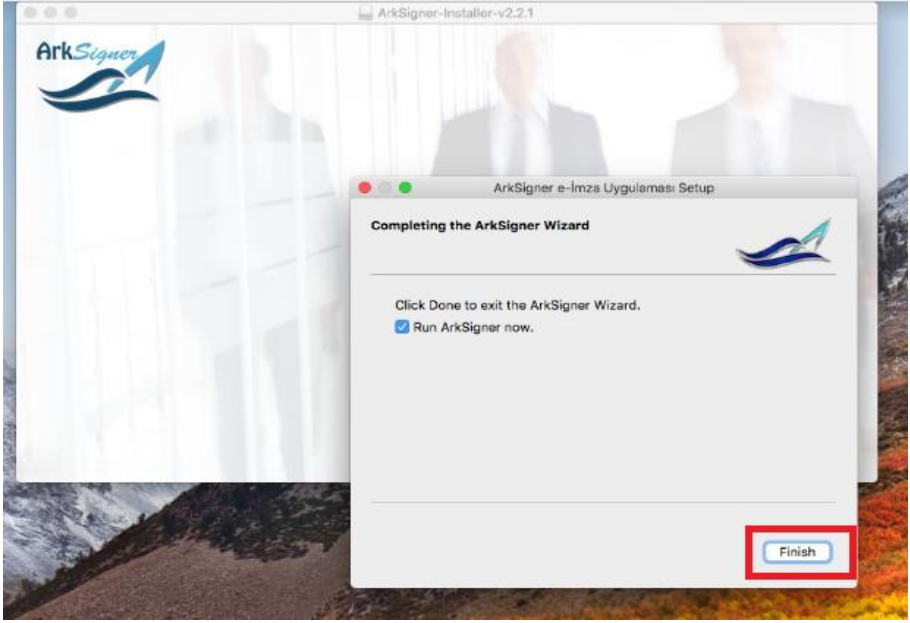 ArkSigner-Installer-v2.2.1
ArkSigner
ArkSigner e-İmza Uygulaması Setup
Completing the ArkSigner Wizard
Click Done to exit the ArkSigner Wizard.
Run ArkSigner now.
Finish